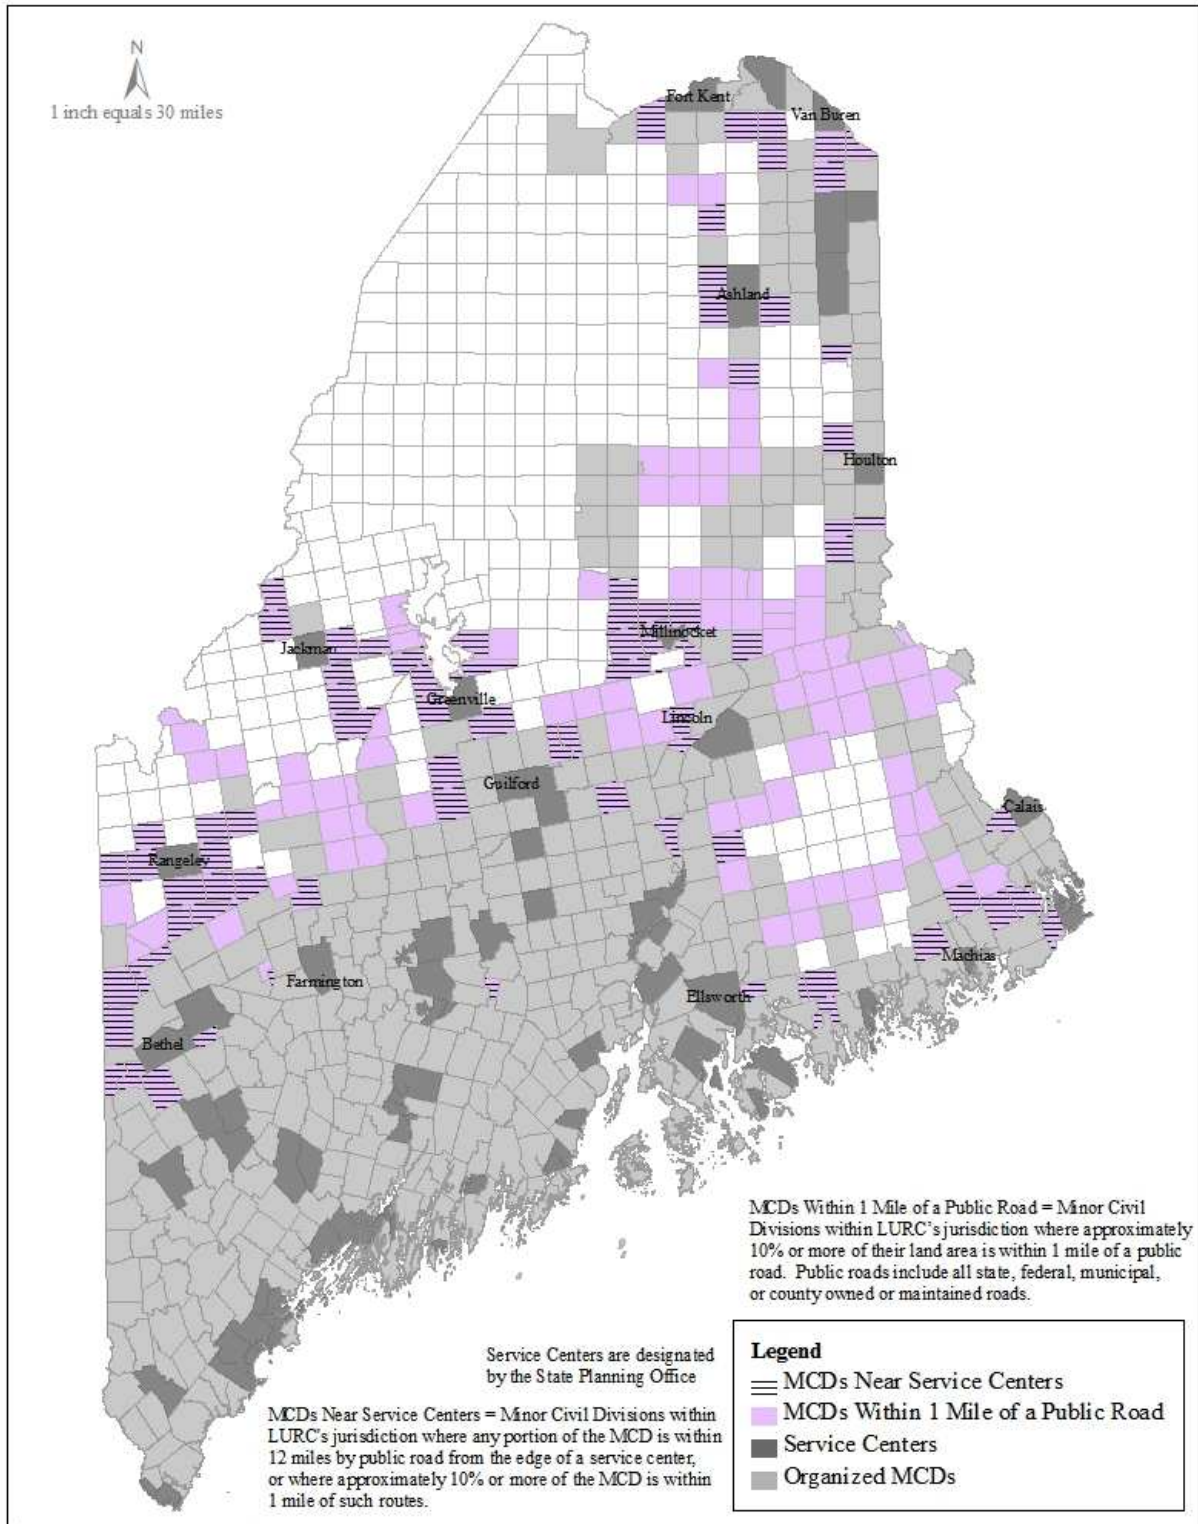 N
1 inch equals 30 miles
Fort Kent
Van Buren
Ashland
Houlton
Millinocket
Jackman
Greenville
Lincoln
Guilford
Calais
Rangeley
Machias
Farmington
Ellsworth
Bethel
MCDs Within 1 Mile of a Public Road = Minor Civil
Divisions within LURC's jurisdiction where approximately
10% or more of their land area is within 1 mile of a public
road. Public roads include all state, federal, municipal,
or county owned or maintained roads.
Service Centers are designated
by the State Planning Office
MCDs Near Service Centers = Minor Civil Divisions within
LURC's jurisdiction where any portion of the MCD is within
12 miles by public road from the edge of a service center,
or where approximately 10% or more of the MCD is within
1 mile of such routes.
Legend
MCDs Near Service Centers
MCDs Within 1 Mile of a Public Road
Service Centers
Organized MCDs